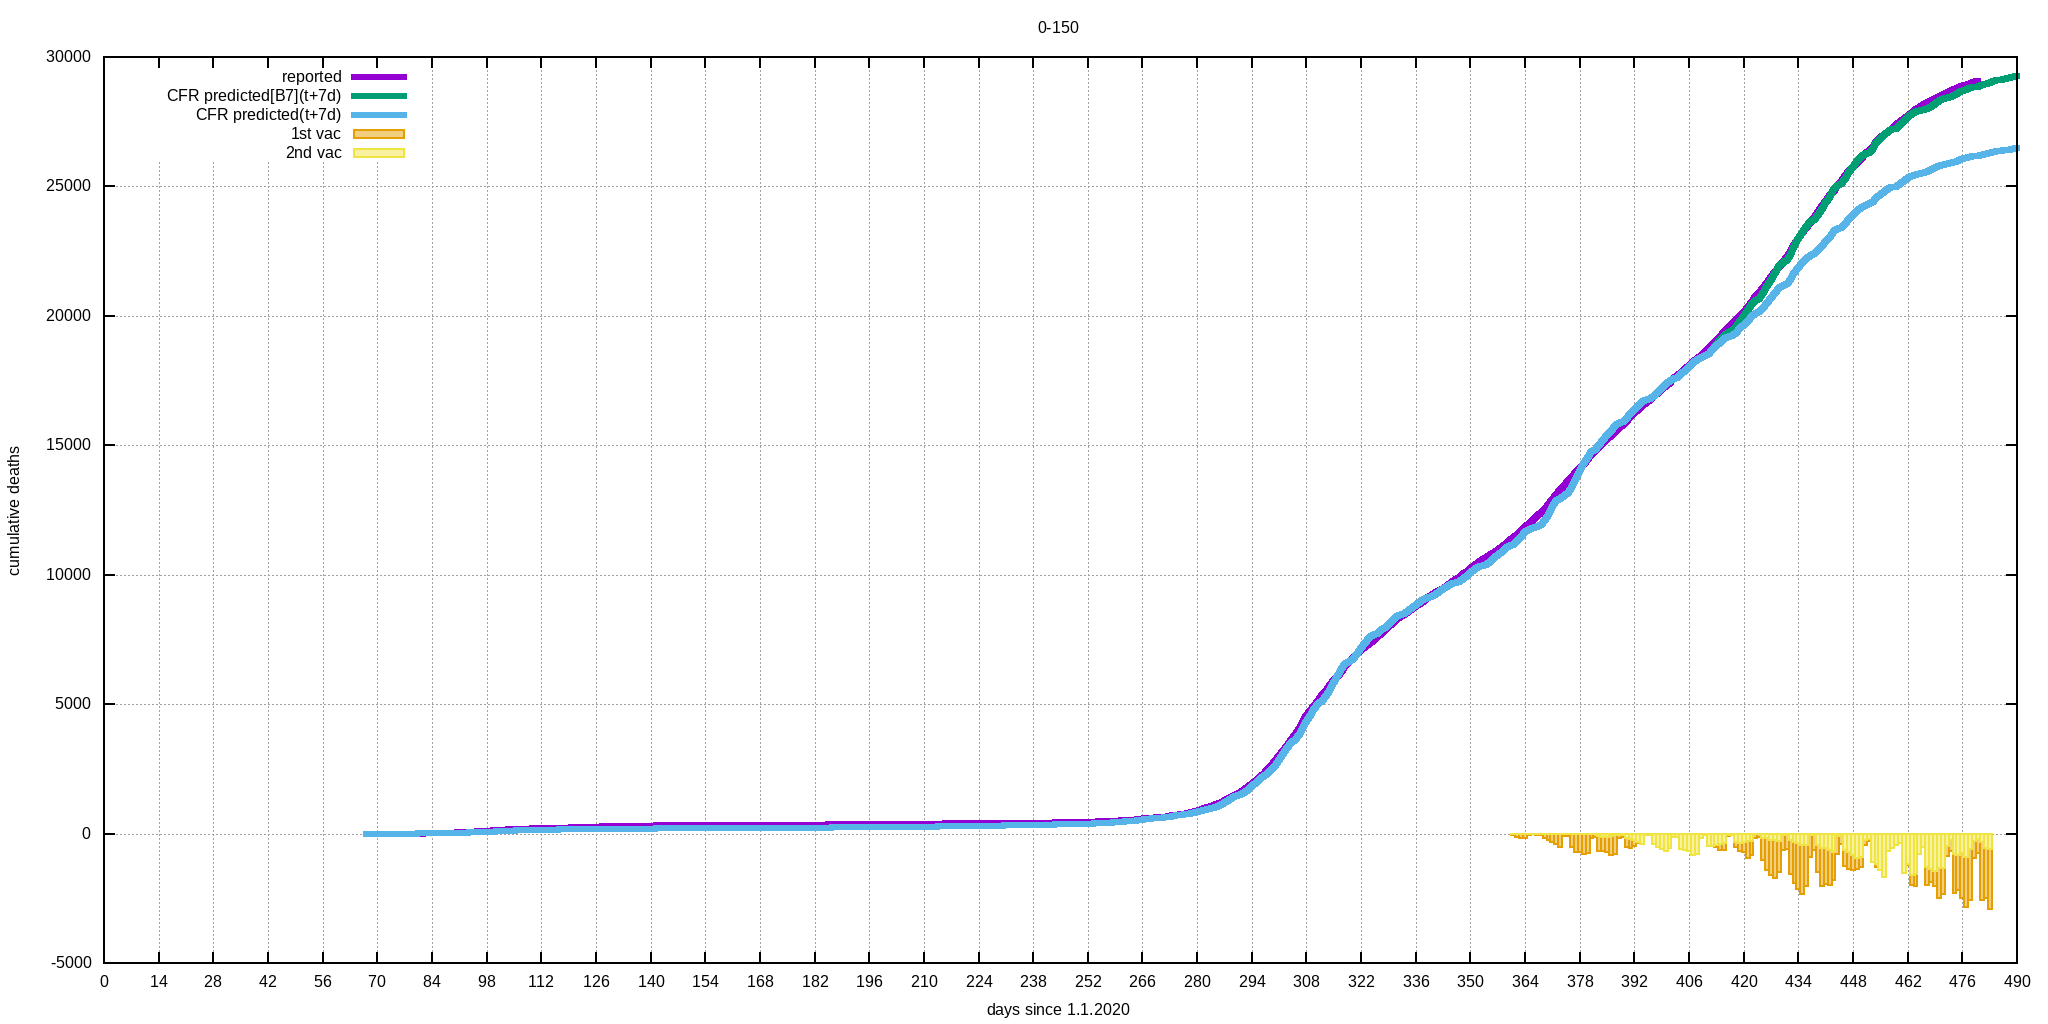 0-150
30000
25000
20000
15000
10000
5000
0
-5000
cumulative deaths
reported
CFR predicted[B7](t+7d)
CFR predicted(t+7d)
1st vac
2nd vac
0 14 28 42 56 70 84 98 112 126 140 154 168 182 196 210 224 238 252 266 280 294 308 322 336 350 364 378 392 406 420 434 448 462 476 490
days since 1.1.2020